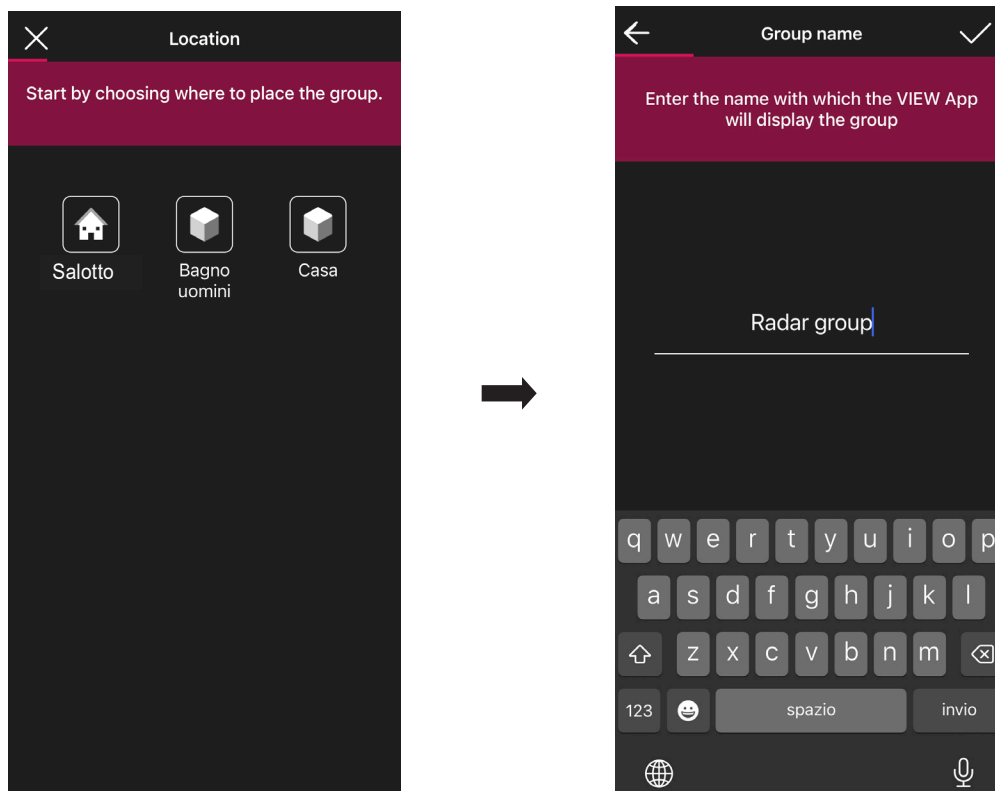 Location
Start by choosing where to place the group.
Salotto
Bagno
uomini
Casa
Group name
Enter the name with which the VIEW App
will display the group
Radar group
q w e r t y u i o p
a s d f g h j k l
z x c v b n m
123
spazio
invio